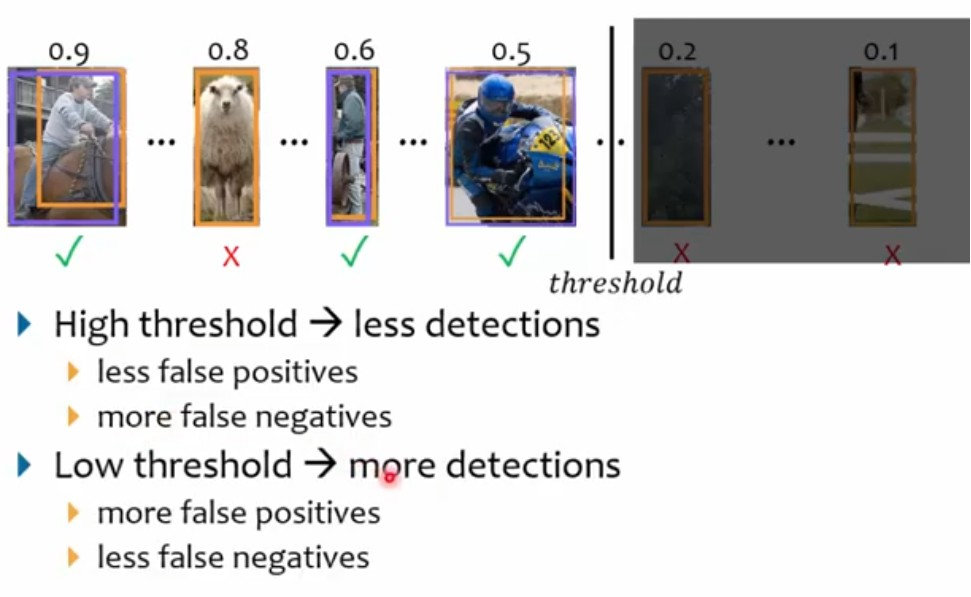 0.9 0.8 0.6 0.5 0.2 0.1
... ... ... ... ...
123
✓ X ✓ ✓ X X
threshold
High threshold → less detections
less false positives
more false negatives
Low threshold → more detections
more false positives
less false negatives